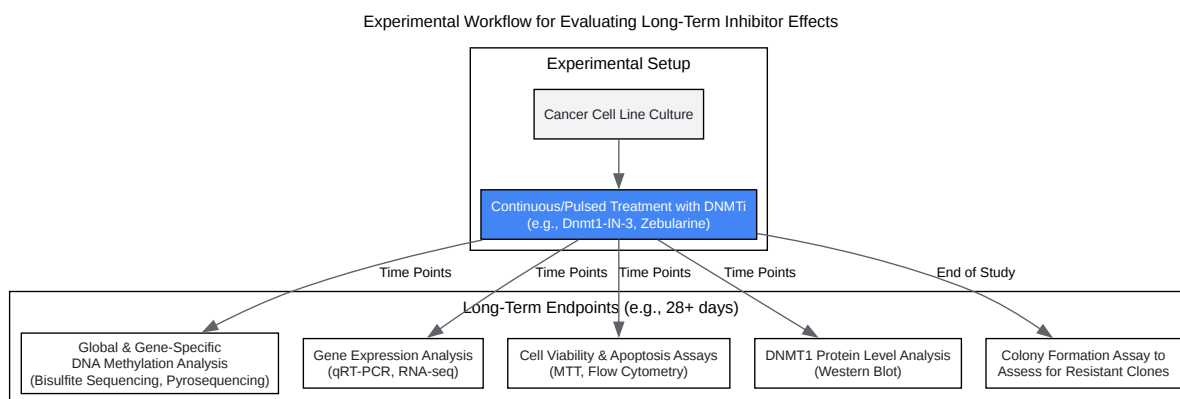 Experimental Workflow for Evaluating Long-Term Inhibitor Effects
Experimental Setup
Cancer Cell Line Culture
Continuous/Pulsed Treatment with DNMTi
(e.g., Dnmt1-IN-3, Zebularine)
Time Points
Time Points
Time Points
Time Points
End of Study
Long-Term Endpoints (e.g., 28+ days)
Global & Gene-Specific
DNA Methylation Analysis
(Bisulfite Sequencing, Pyrosequencing)
Gene Expression Analysis
(qRT-PCR, RNA-seq)
Cell Viability & Apoptosis Assays
(MTT, Flow Cytometry)
DNMT1 Protein Level Analysis
(Western Blot)
Colony Formation Assay to
Assess for Resistant Clones